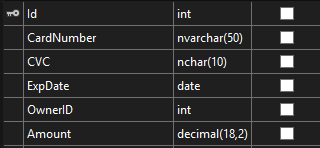 Id int
CardNumber nvarchar(50)
CVC nchar(10)
ExpDate date
OwnerID int
Amount decimal(18,2)